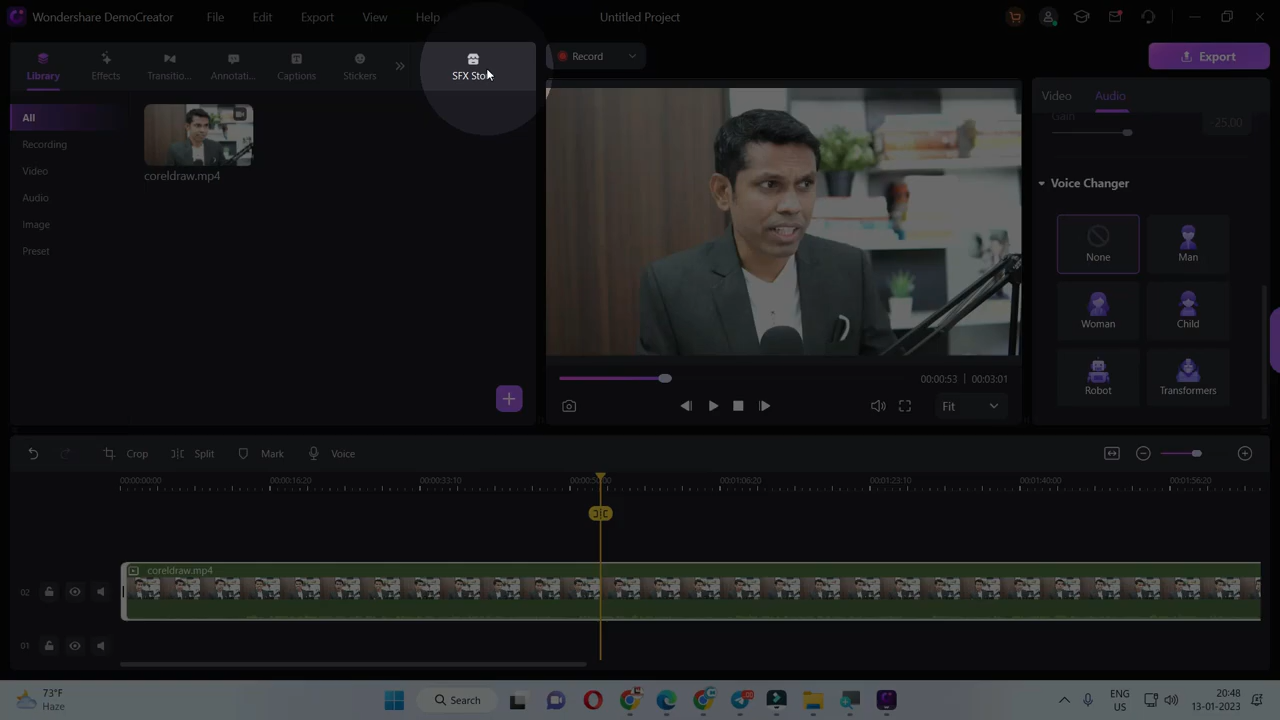 Wondershare DemoCreator
File
Edit
Export
View
Help
Untitled Project
Library
Effects
Transitio...
Annotati...
Captions
Stickers
SFX Sto
Record
Export
All
Recording
Video
Audio
Image
Preset
coreldraw.mp4
00:00:53 | 00:03:01
Fit
Video
Audio
Gain
-25.00
Voice Changer
None
Man
Woman
Child
Robot
Transformers
Crop
Split
Mark
Voice
00:00:00:00
00:00:16:20
00:00:33:10
00:00:50:00
00:01:06:20
00:01:23:10
00:01:40:00
00:01:56:20
02
coreldraw.mp4
01
73°F
Haze
Search
ENG
US
20:48
13-01-2023